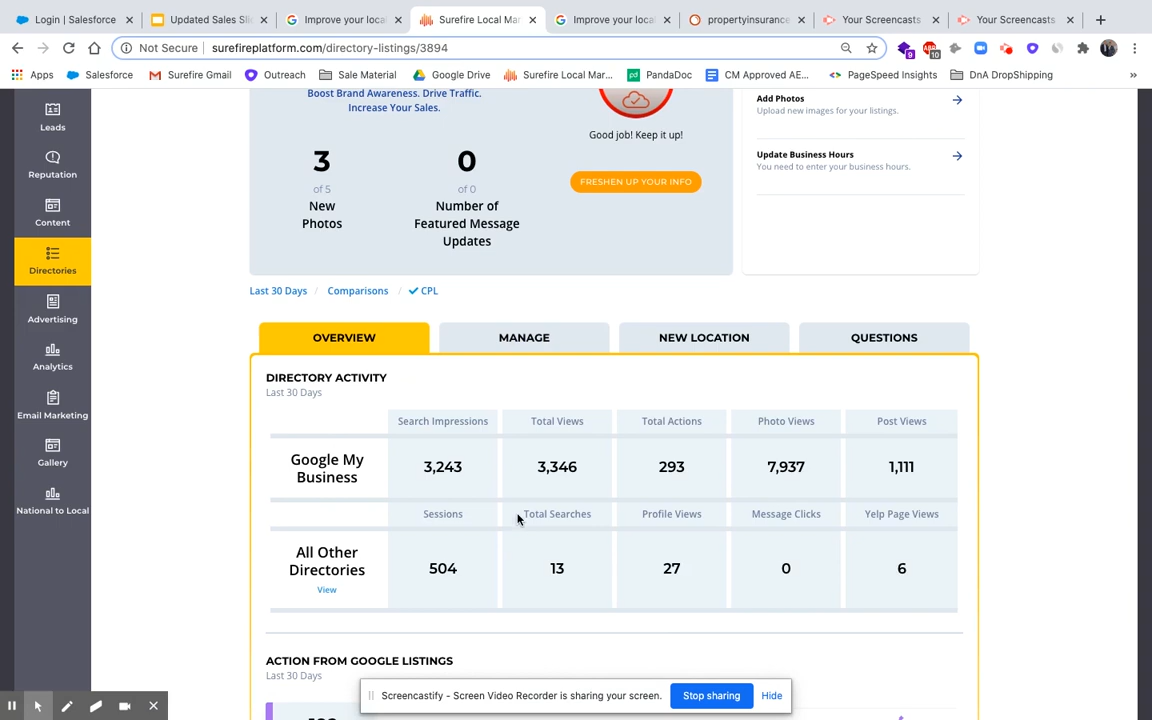 Login | Salesforce
Updated Sales Sli
Improve your local
Surefire Local Mar
Improve your local
propertyinsurance
Your Screencasts
Your Screencasts
Not Secure
surefireplatform.com/directory-listings/3894
9
10
Apps
Salesforce
Surefire Gmail
Outreach
Sale Material
Google Drive
Surefire Local Mar...
PandaDoc
CM Approved AE...
PageSpeed Insights
DnA DropShipping
Leads
Reputation
Content
Directories
Advertising
Analytics
Email Marketing
Gallery
National to Local
Boost Brand Awareness. Drive Traffic.
Increase Your Sales.
3
of 5
New
Photos
0
of 0
Number of
Featured Message
Updates
Good job! Keep it up!
FRESHEN UP YOUR INFO
Add Photos
Upload new images for your listings.
Update Business Hours
You need to enter your business hours.
Last 30 Days / Comparisons / CPL
OVERVIEW
MANAGE
NEW LOCATION
QUESTIONS
DIRECTORY ACTIVITY
Last 30 Days
Search Impressions Total Views Total Actions Photo Views Post Views
Google My
Business
3,243 3,346 293 7,937 1,111
Sessions Total Searches Profile Views Message Clicks Yelp Page Views
All Other
Directories
View
504 13 27 0 6
ACTION FROM GOOGLE LISTINGS
Last 30 Days
Screencastify - Screen Video Recorder is sharing your screen.
Stop sharing
Hide